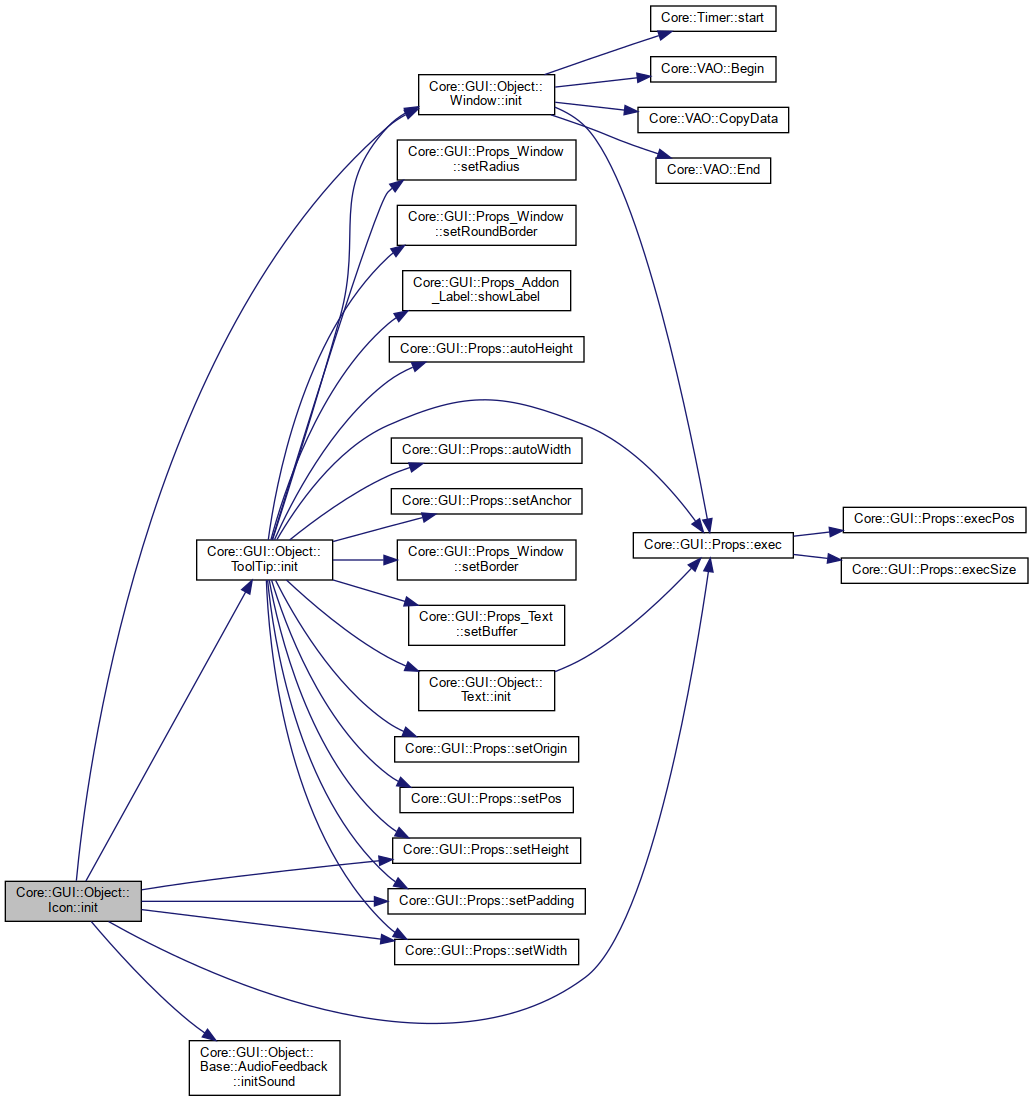 Core::Timer::start
Core::VAO::Begin
Core::GUI::Object::
Window::init
Core::VAO::CopyData
Core::VAO::End
Core::GUI::Props_Window
::setRadius
Core::GUI::Props_Window
::setRoundBorder
Core::GUI::Props_Addon
_Label::showLabel
Core::GUI::Props::autoHeight
Core::GUI::Props::autoWidth
Core::GUI::Props::setAnchor
Core::GUI::Props::execPos
Core::GUI::Props::exec
Core::GUI::Props::execSize
Core::GUI::Object::
ToolTip::init
Core::GUI::Props_Window
::setBorder
Core::GUI::Props_Text
::setBuffer
Core::GUI::Object::
Text::init
Core::GUI::Props::setOrigin
Core::GUI::Props::setPos
Core::GUI::Props::setHeight
Core::GUI::Object::
Icon::init
Core::GUI::Props::setPadding
Core::GUI::Props::setWidth
Core::GUI::Object::
Base::AudioFeedback
::initSound